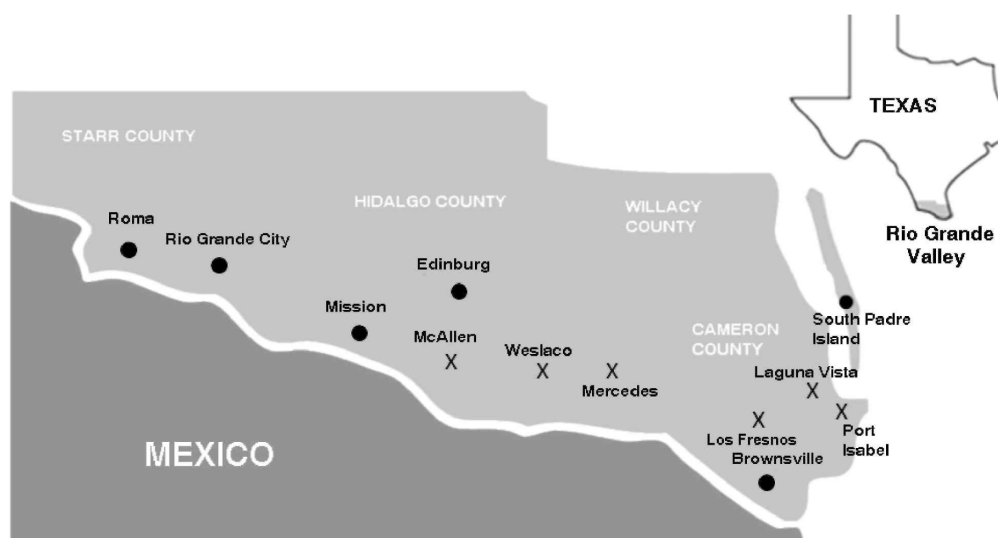 TEXAS
Rio Grande
Valley
STARR COUNTY
HIDALGO COUNTY
WILLACY
COUNTY
Roma
Rio Grande City
Edinburg
Mission
South Padre
Island
McAllen
X
Weslaco
X
X
Mercedes
CAMERON
COUNTY
Laguna Vista
X
X
Port
Isabel
X
Los Fresnos
Brownsville
MEXICO